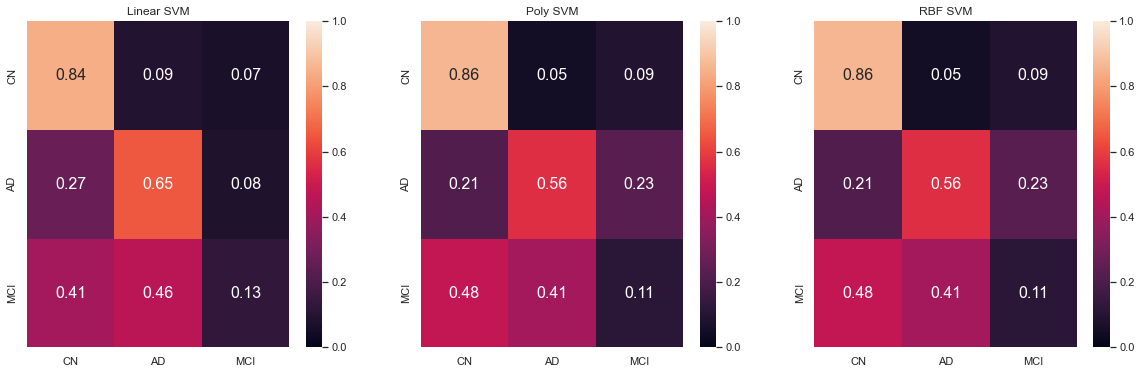 Linear SVM
CN
AD
MCI
0.84 0.09 0.07
0.27 0.65 0.08
0.41 0.46 0.13
CN AD MCI
1.0
0.8
0.6
0.4
0.2
0.0
Poly SVM
CN
AD
MCI
0.86 0.05 0.09
0.21 0.56 0.23
0.48 0.41 0.11
CN AD MCI
1.0
0.8
0.6
0.4
0.2
0.0
RBF SVM
CN
AD
MCI
0.86 0.05 0.09
0.21 0.56 0.23
0.48 0.41 0.11
CN AD MCI
1.0
0.8
0.6
0.4
0.2
0.0